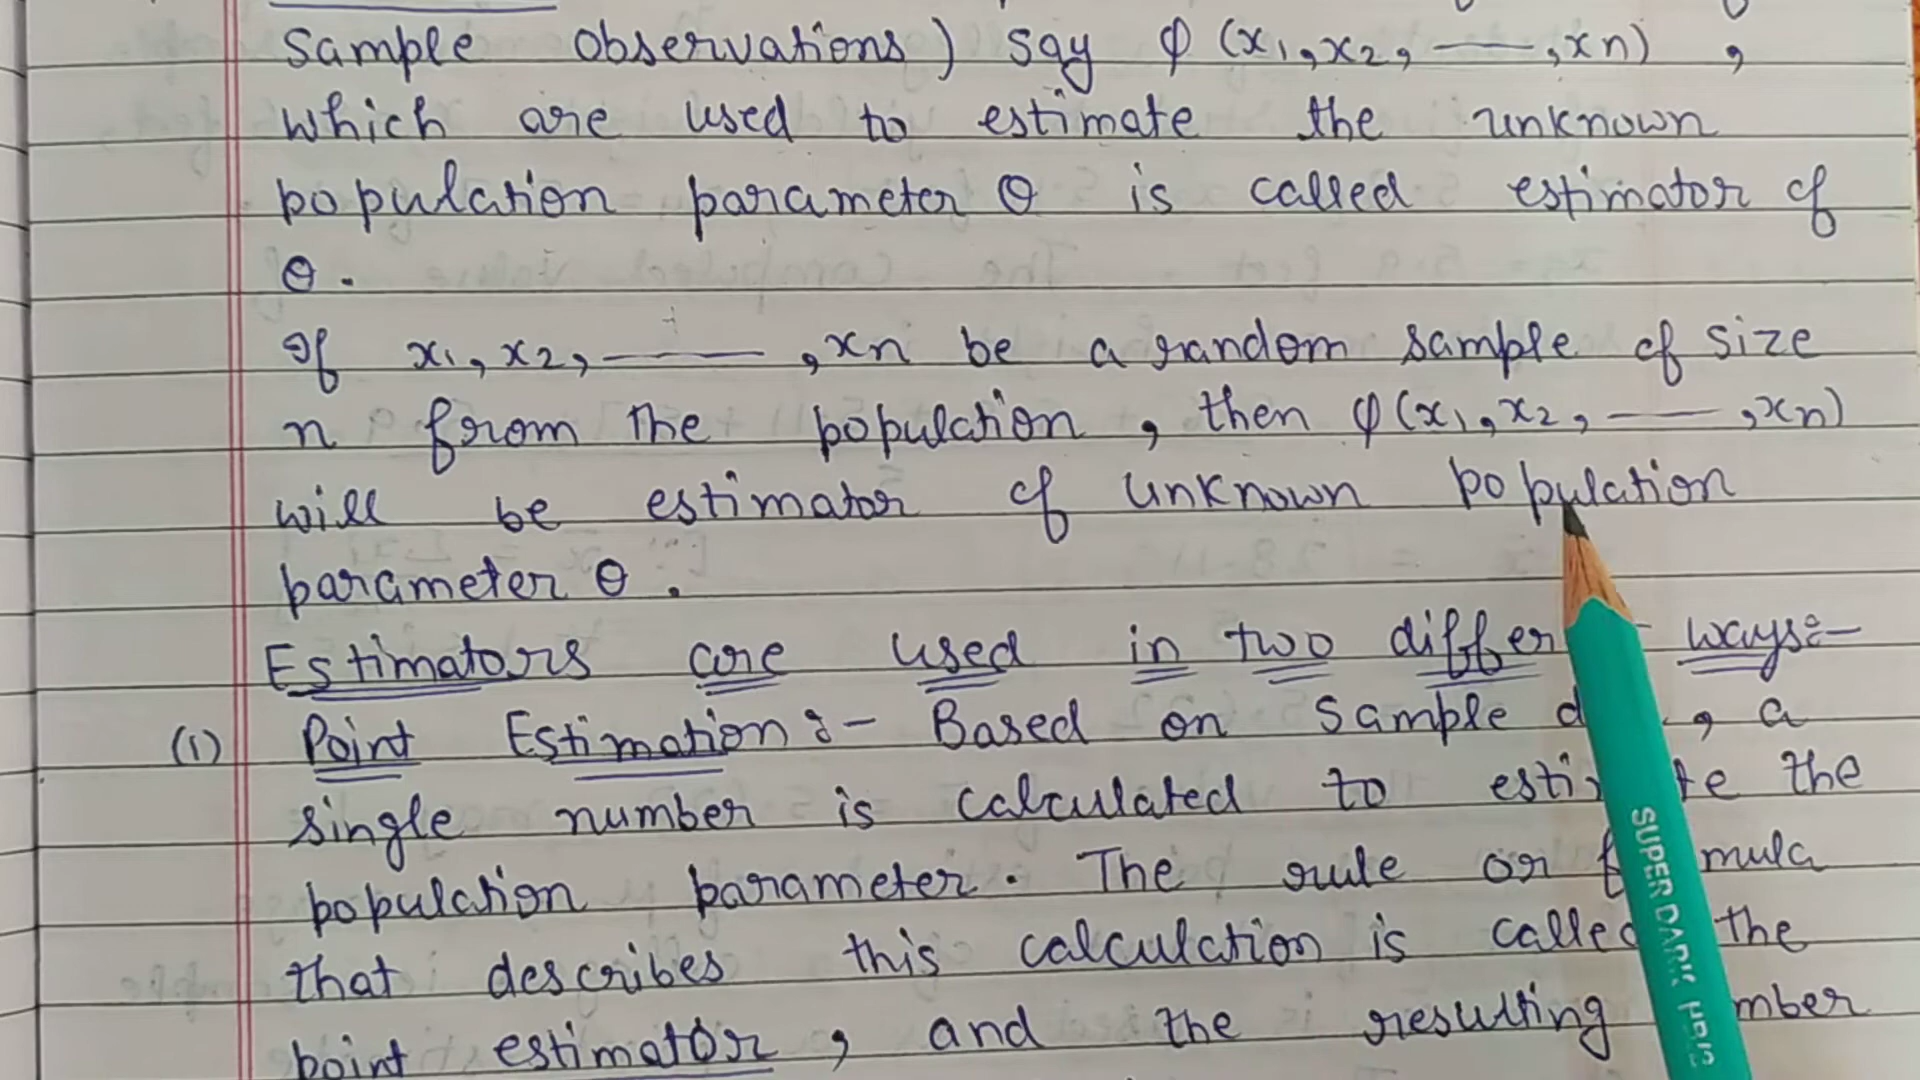 Sample observations) say φ (x1, x2, ——, xn) ,
which are used to estimate the unknown
population parameter θ is called estimator of
θ.
If x1, x2, ——, xn be a random sample of size
n from the population, then φ(x1, x2, ——, xn)
will be estimator of unknown population
parameter θ.
Estimators are used in two differ ways:-
(1) Point Estimation:- Based on sample d , a
single number is calculated to esti te the
population parameter. The rule or f mula
that describes this calculation is called the
point estimator, and the resulting mber
SUPER DARK HB